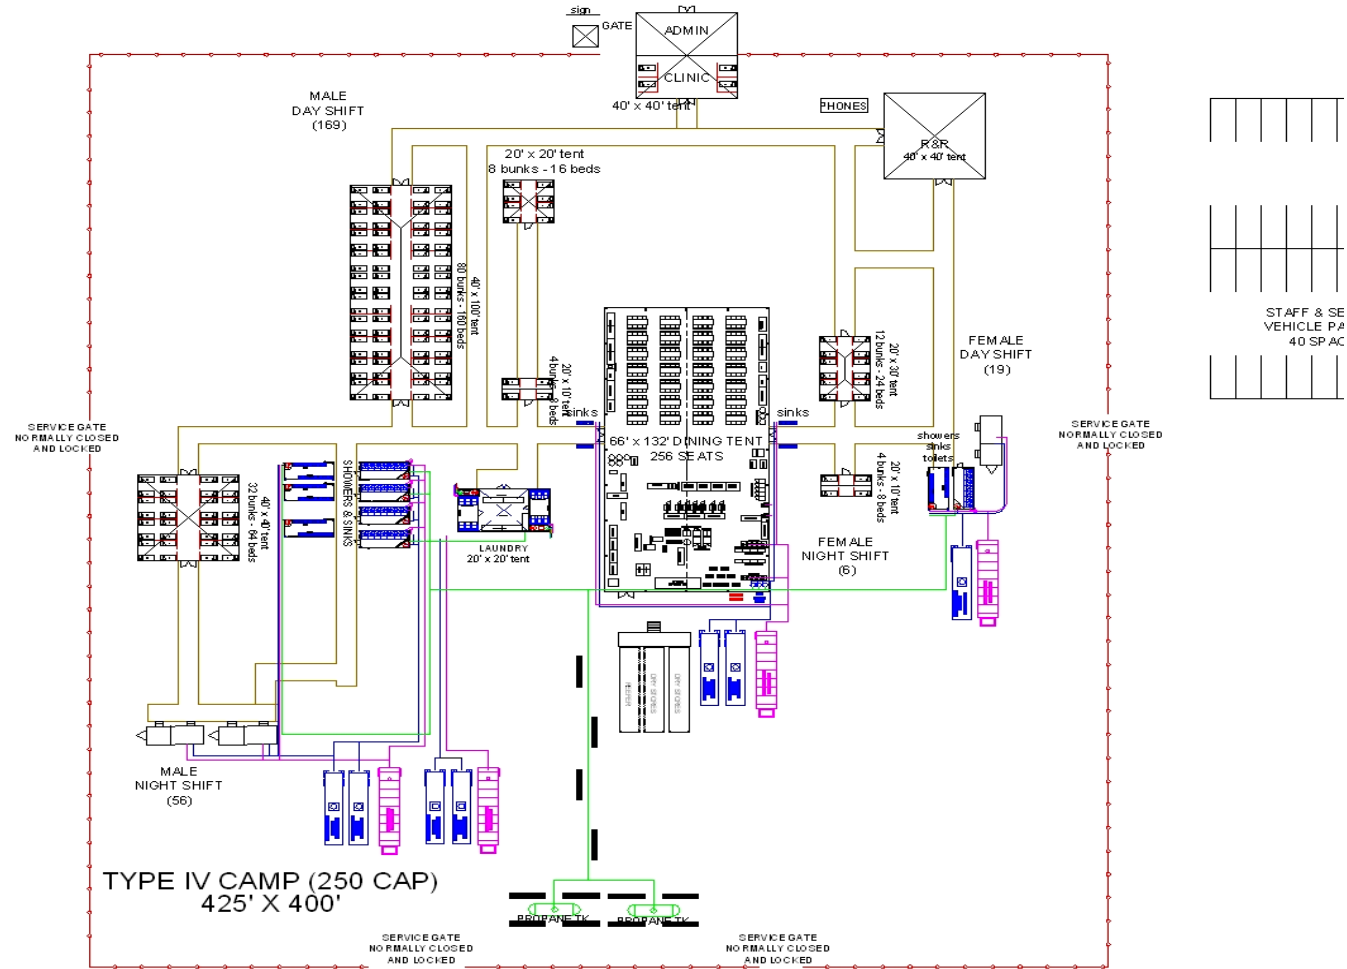 sign
GATE
ADMIN
CLINIC
40' x 40' tent
MALE
DAY SHIFT
(169)
PHONES
R&R
40' x 40' tent
20' x 20' tent
8 bunks - 16 beds
40' x 100' tent
80 bunks - 160 beds
20' x 10' tent
4 bunks - 8 beds
sinks
sinks
66' x 132' DINING TENT
256 SEATS
20' x 30' tent
12 bunks - 24 beds
FEMALE
DAY SHIFT
(19)
STAFF & SE
VEHICLE PA
40 SPAC
SERVICE GATE
NORMALLY CLOSED
AND LOCKED
SERVICE GATE
NORMALLY CLOSED
AND LOCKED
showers
sinks
toilets
40' x 40' tent
32 bunks - 64 beds
SHOWERS & SINKS
LAUNDRY
20' x 20' tent
20' x 10' tent
4 bunks - 8 beds
FEMALE
NIGHT SHIFT
(6)
REEFER
DRY STORES
DRY STORES
MALE
NIGHT SHIFT
(56)
TYPE IV CAMP (250 CAP)
425' X 400'
PROPANE TK
PROPANE TK
SERVICE GATE
NORMALLY CLOSED
AND LOCKED
SERVICE GATE
NORMALLY CLOSED
AND LOCKED